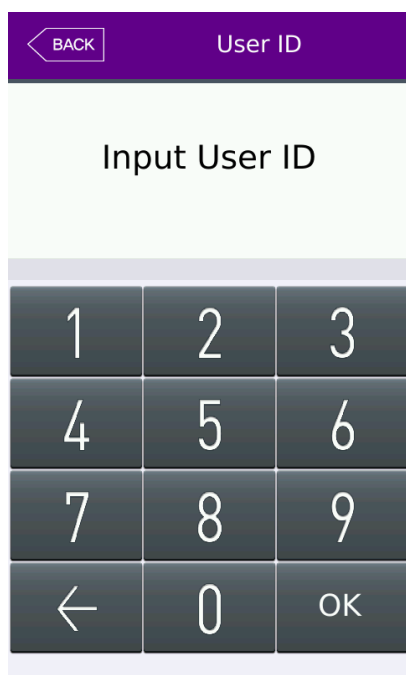 BACK User ID
Input User ID
1 2 3
4 5 6
7 8 9
← 0 OK